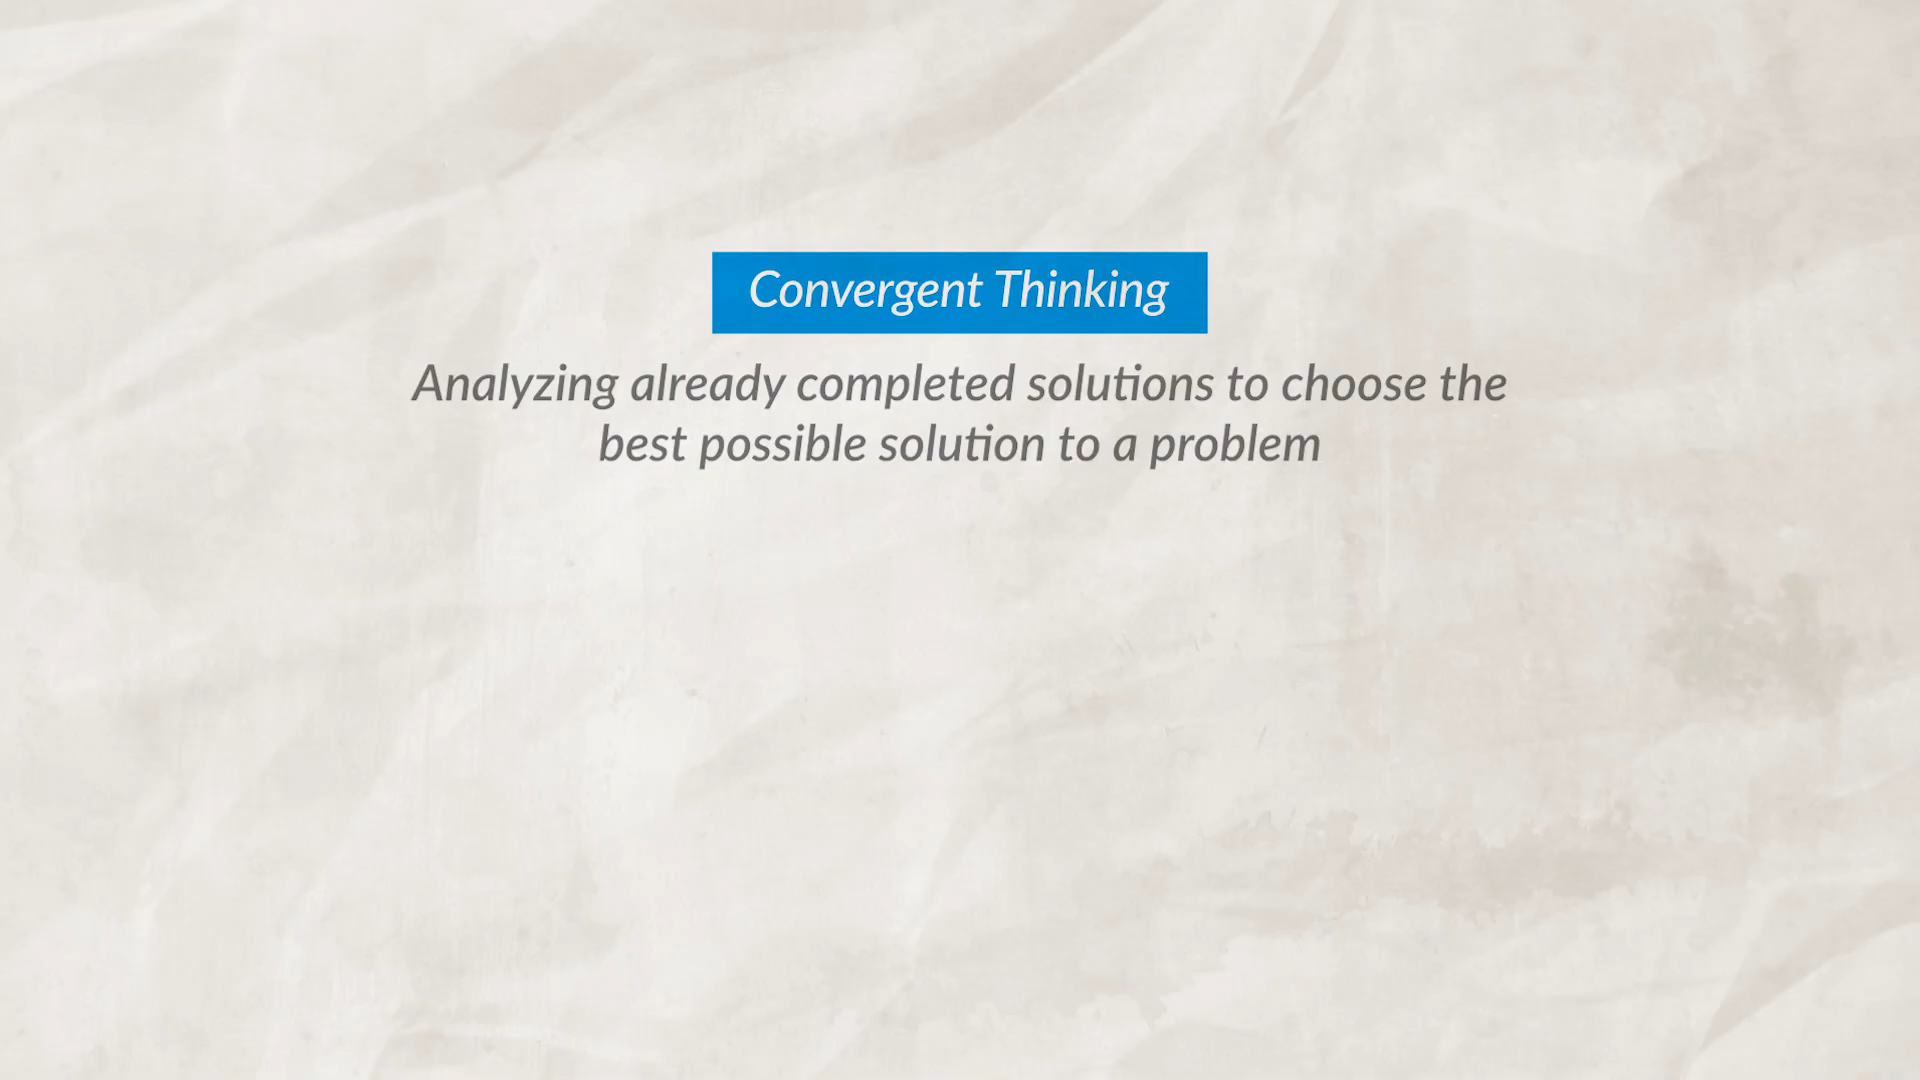 Convergent Thinking
Analyzing already completed solutions to choose the
best possible solution to a problem